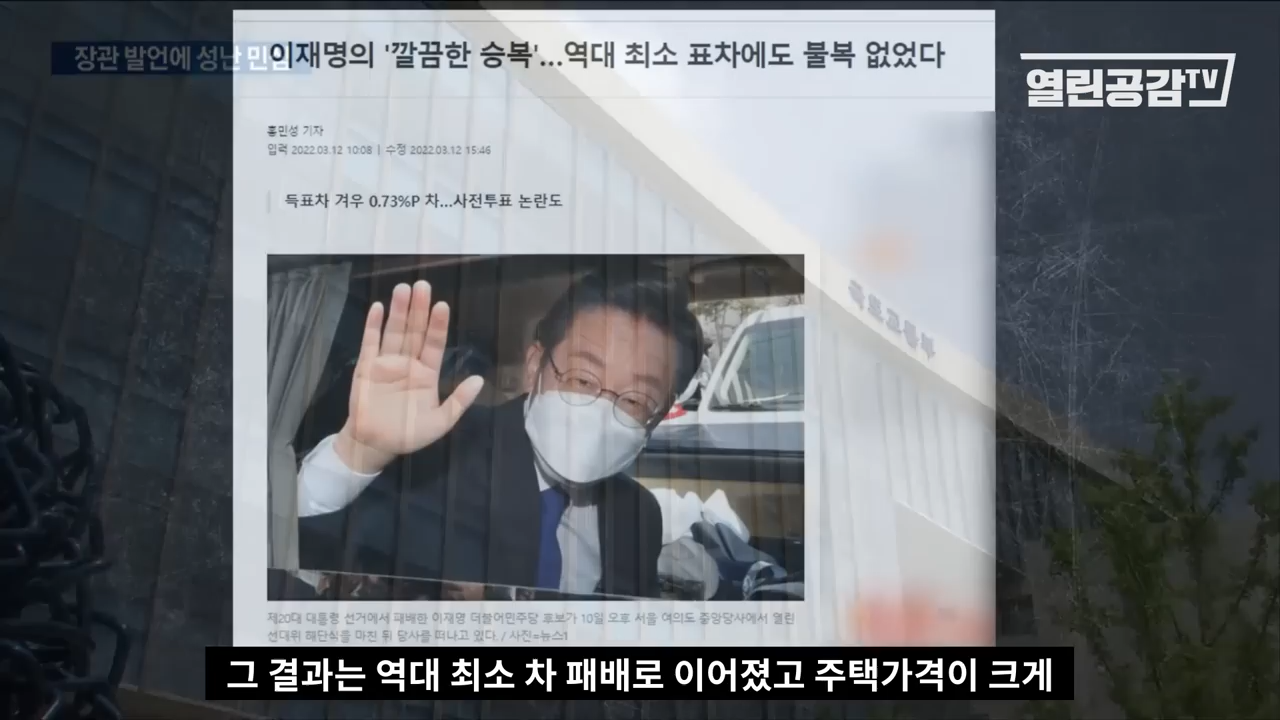 장관 발언에 성난 민심
이재명의 '깔끔한 승복'...역대 최소 표차에도 불복 없었다
열린공감TV
홍민성 기자
입력 2022.03.12 10:08 | 수정 2022.03.12 15:46
득표차 겨우 0.73%P 차...사전투표 논란도
국토교통부
제20대 대통령 선거에서 패배한 이재명 더불어민주당 후보가 10일 오후 서울 여의도 중앙당사에서 열린
선대위 해단식을 마친 뒤 당사를 떠나고 있다. / 사진=뉴스1
그 결과는 역대 최소 차 패배로 이어졌고 주택가격이 크게